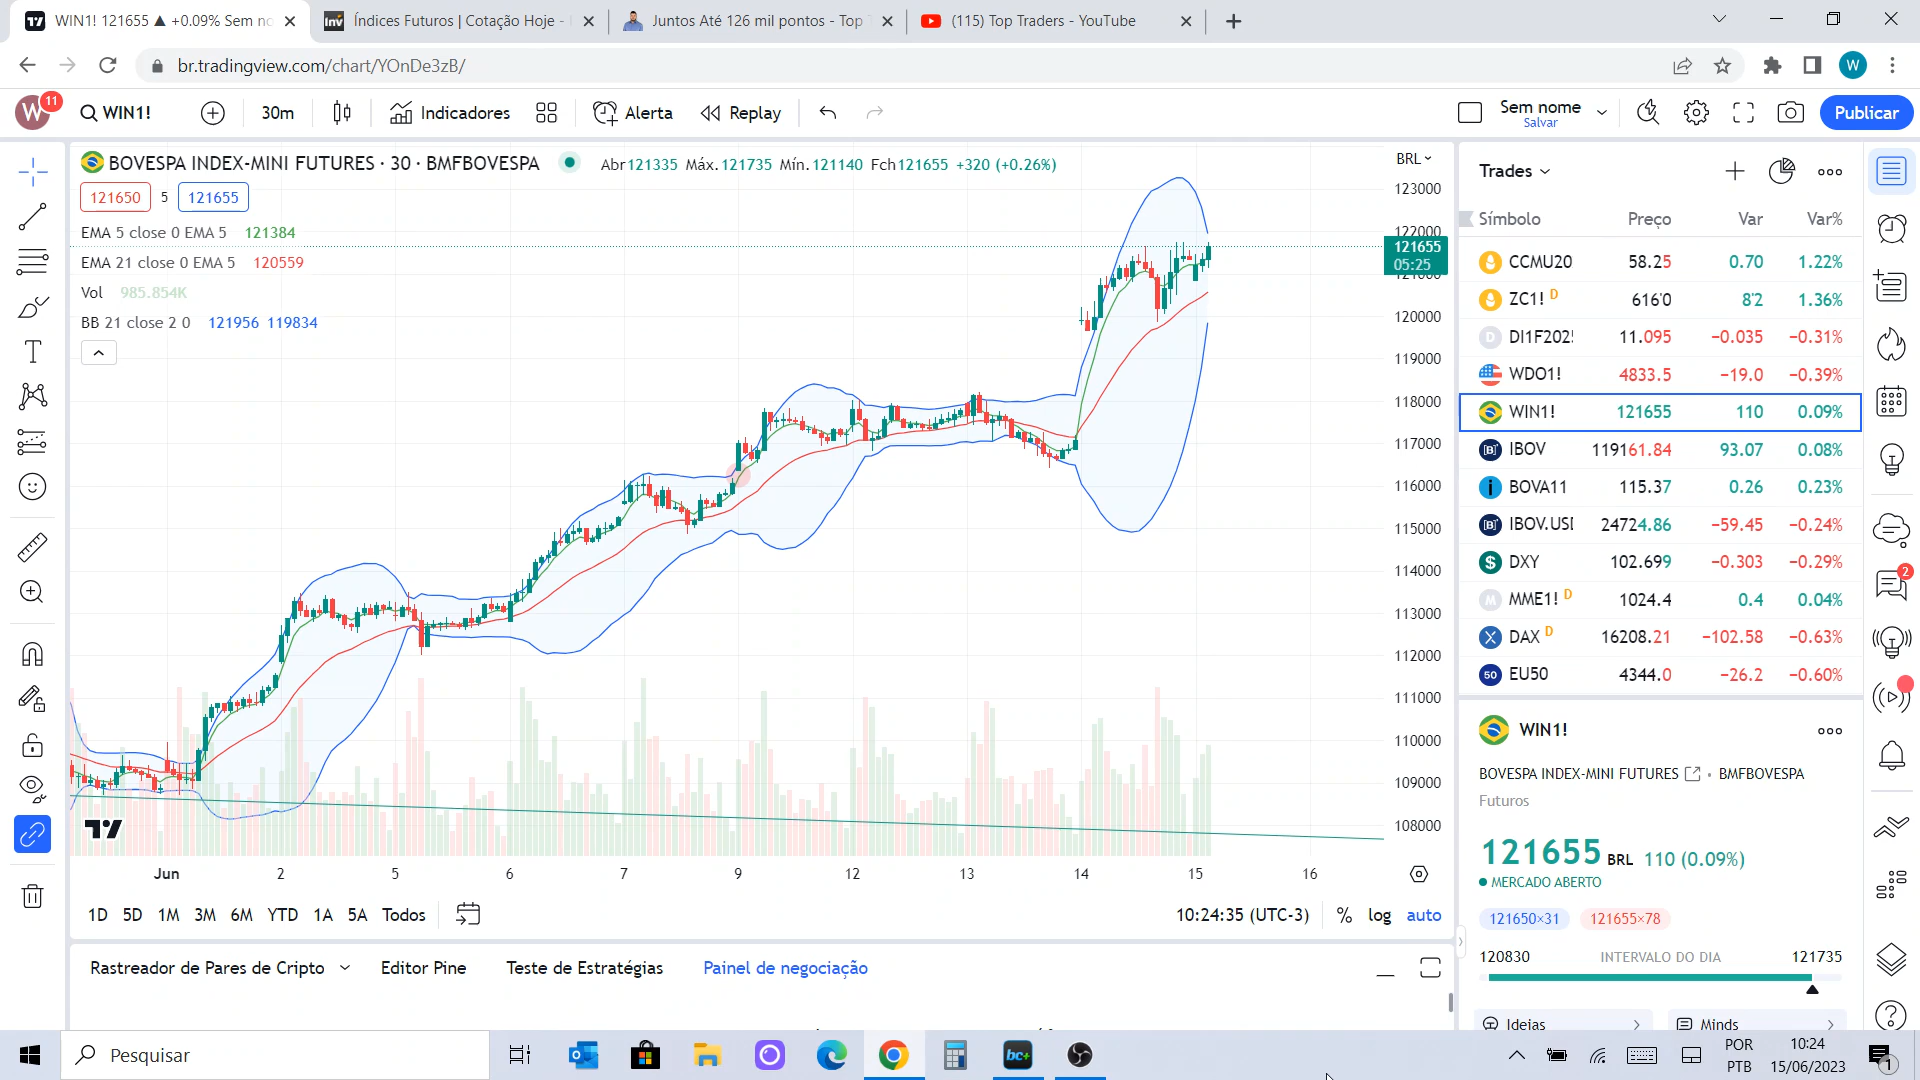 WIN1! 121655 ▲ +0.09% Sem no
Índices Futuros | Cotação Hoje -
Juntos Até 126 mil pontos - Top T
(115) Top Traders - YouTube
br.tradingview.com/chart/YOnDe3zB/
W
W 11
WIN1!
30m
Indicadores
Alerta
Replay
Sem nome
Salvar
Publicar
BOVESPA INDEX-MINI FUTURES · 30 · BMFBOVESPA
Abr121335 Máx.121735 Mín.121140 Fch121655 +320 (+0.26%)
BRL
121650 5 121655
EMA 5 close 0 EMA 5 121384
EMA 21 close 0 EMA 5 120559
Vol 985.854K
BB 21 close 2 0 121956 119834
123000
122000
121655
05:25
120000
119000
118000
117000
116000
115000
114000
113000
112000
111000
110000
109000
108000
Jun 2 5 6 7 9 12 13 14 15 16
1D 5D 1M 3M 6M YTD 1A 5A Todos
10:24:35 (UTC-3) % log auto
Rastreador de Pares de Cripto Editor Pine Teste de Estratégias Painel de negociação
Trades
Símbolo Preço Var Var%
CCMU20 58.25 0.70 1.22%
ZC1! D 616'0 8'2 1.36%
DI1F202 11.095 −0.035 −0.31%
WDO1! 4833.5 −19.0 −0.39%
WIN1! 121655 110 0.09%
IBOV 119161.84 93.07 0.08%
BOVA11 115.37 0.26 0.23%
IBOV.USD 24724.86 −59.45 −0.24%
DXY 102.699 −0.303 −0.29%
MME1! D 1024.4 0.4 0.04%
DAX D 16208.21 −102.58 −0.63%
50 EU50 4344.0 −26.2 −0.60%
2
WIN1!
BOVESPA INDEX-MINI FUTURES • BMFBOVESPA
Futuros
121655 BRL 110 (0.09%)
MERCADO ABERTO
121650×31 121655×78
120830 INTERVALO DO DIA 121735
Ideias Minds
Pesquisar
bc+
POR
PTB
10:24
15/06/2023
1